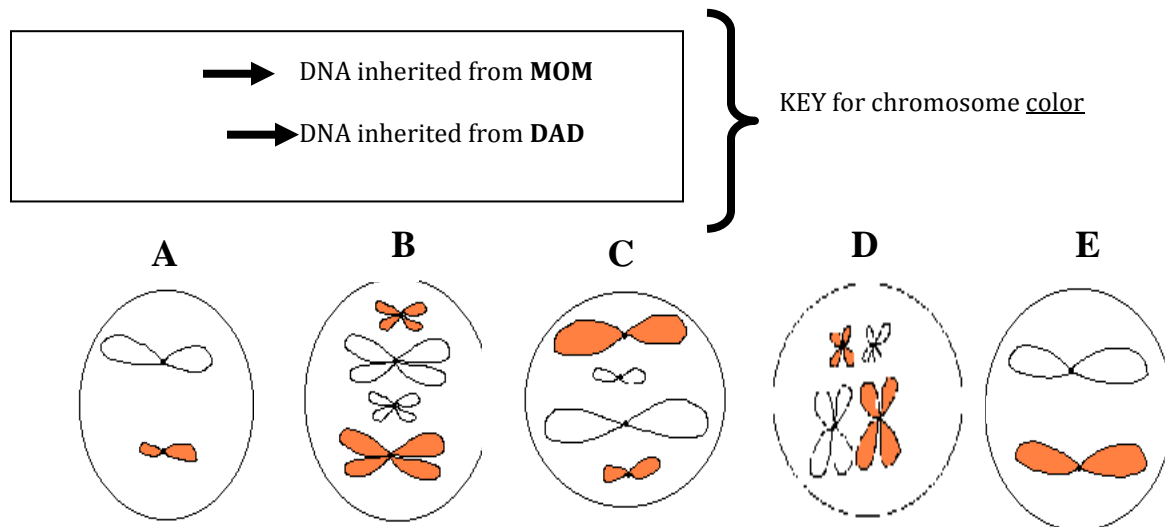 DNA inherited from MOM
DNA inherited from DAD
KEY for chromosome color
A B C D E